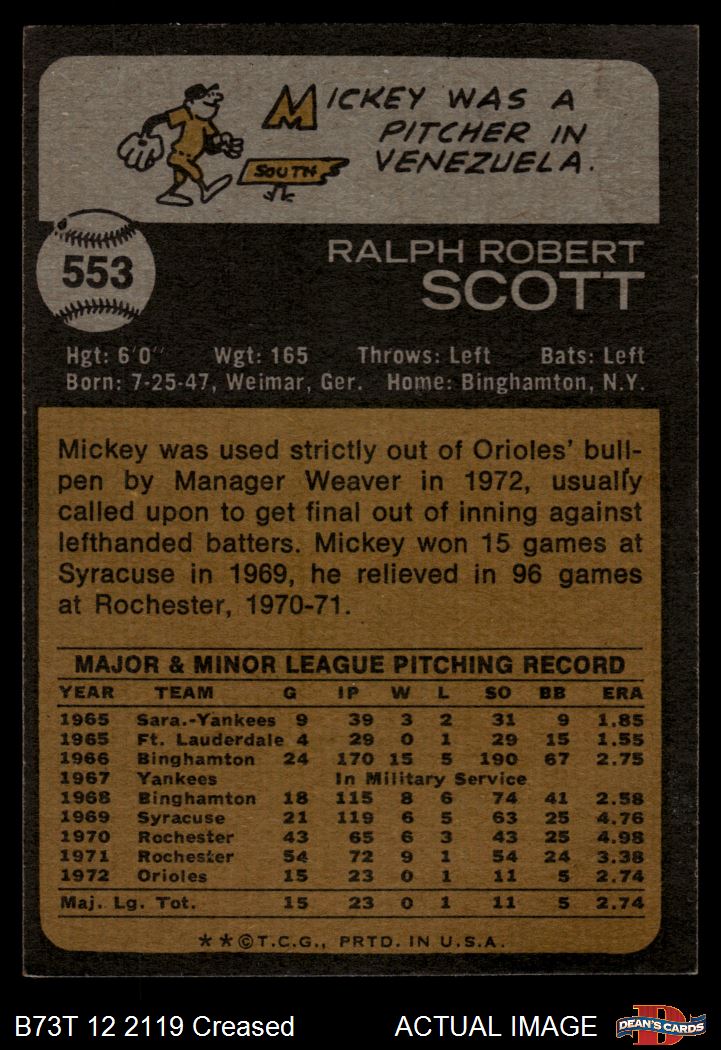 MICKEY WAS A
PITCHER IN
VENEZUELA.
SOUTH
553
RALPH ROBERT
SCOTT
Hgt: 6'0" Wgt: 165 Throws: Left Bats: Left
Born: 7-25-47, Weimar, Ger. Home: Binghamton, N.Y.
Mickey was used strictly out of Orioles' bull-
pen by Manager Weaver in 1972, usually
called upon to get final out of inning against
lefthanded batters. Mickey won 15 games at
Syracuse in 1969, he relieved in 96 games
at Rochester, 1970-71.
MAJOR & MINOR LEAGUE PITCHING RECORD
YEAR TEAM G IP W L SO BB ERA
1965 Sara.-Yankees 9 39 3 2 31 9 1.85
1965 Ft. Lauderdale 4 29 0 1 29 15 1.55
1966 Binghamton 24 170 15 5 190 67 2.75
1967 Yankees In Military Service
1968 Binghamton 18 115 8 6 74 41 2.58
1969 Syracuse 21 119 6 5 63 25 4.76
1970 Rochester 43 65 6 3 43 25 4.98
1971 Rochester 54 72 9 1 54 24 3.38
1972 Orioles 15 23 0 1 11 5 2.74
Maj. Lg. Tot. 15 23 0 1 11 5 2.74
**©T.C.G., PRTD. IN U.S.A.
B73T 12 2119 Creased ACTUAL IMAGE
D
DEAN'S CARDS